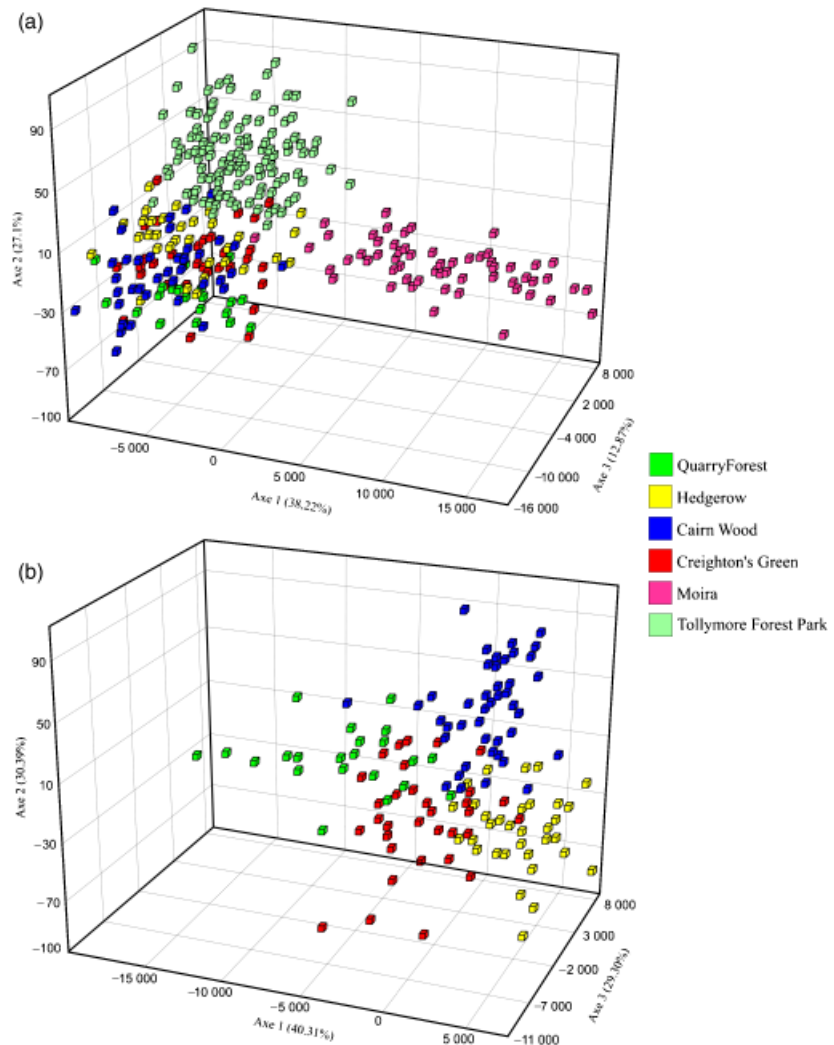 (a)
90
50
10
−30
−70
−100
Axe 2 (27.1%)
−5000
0
5 000
10 000
15 000
Axe 1 (38.22%)
8 000
2 000
−4 000
−10 000
−16 000
Axe 3 (12.87%)
QuarryForest
Hedgerow
Cairn Wood
Creighton's Green
Moira
Tollymore Forest Park
(b)
90
50
10
−30
−70
−100
Axe 2 (30.39%)
−15 000
−10 000
−5 000
0
5 000
Axe 1 (40.31%)
8 000
3 000
−2 000
−7 000
−11 000
Axe 3 (29.30%)